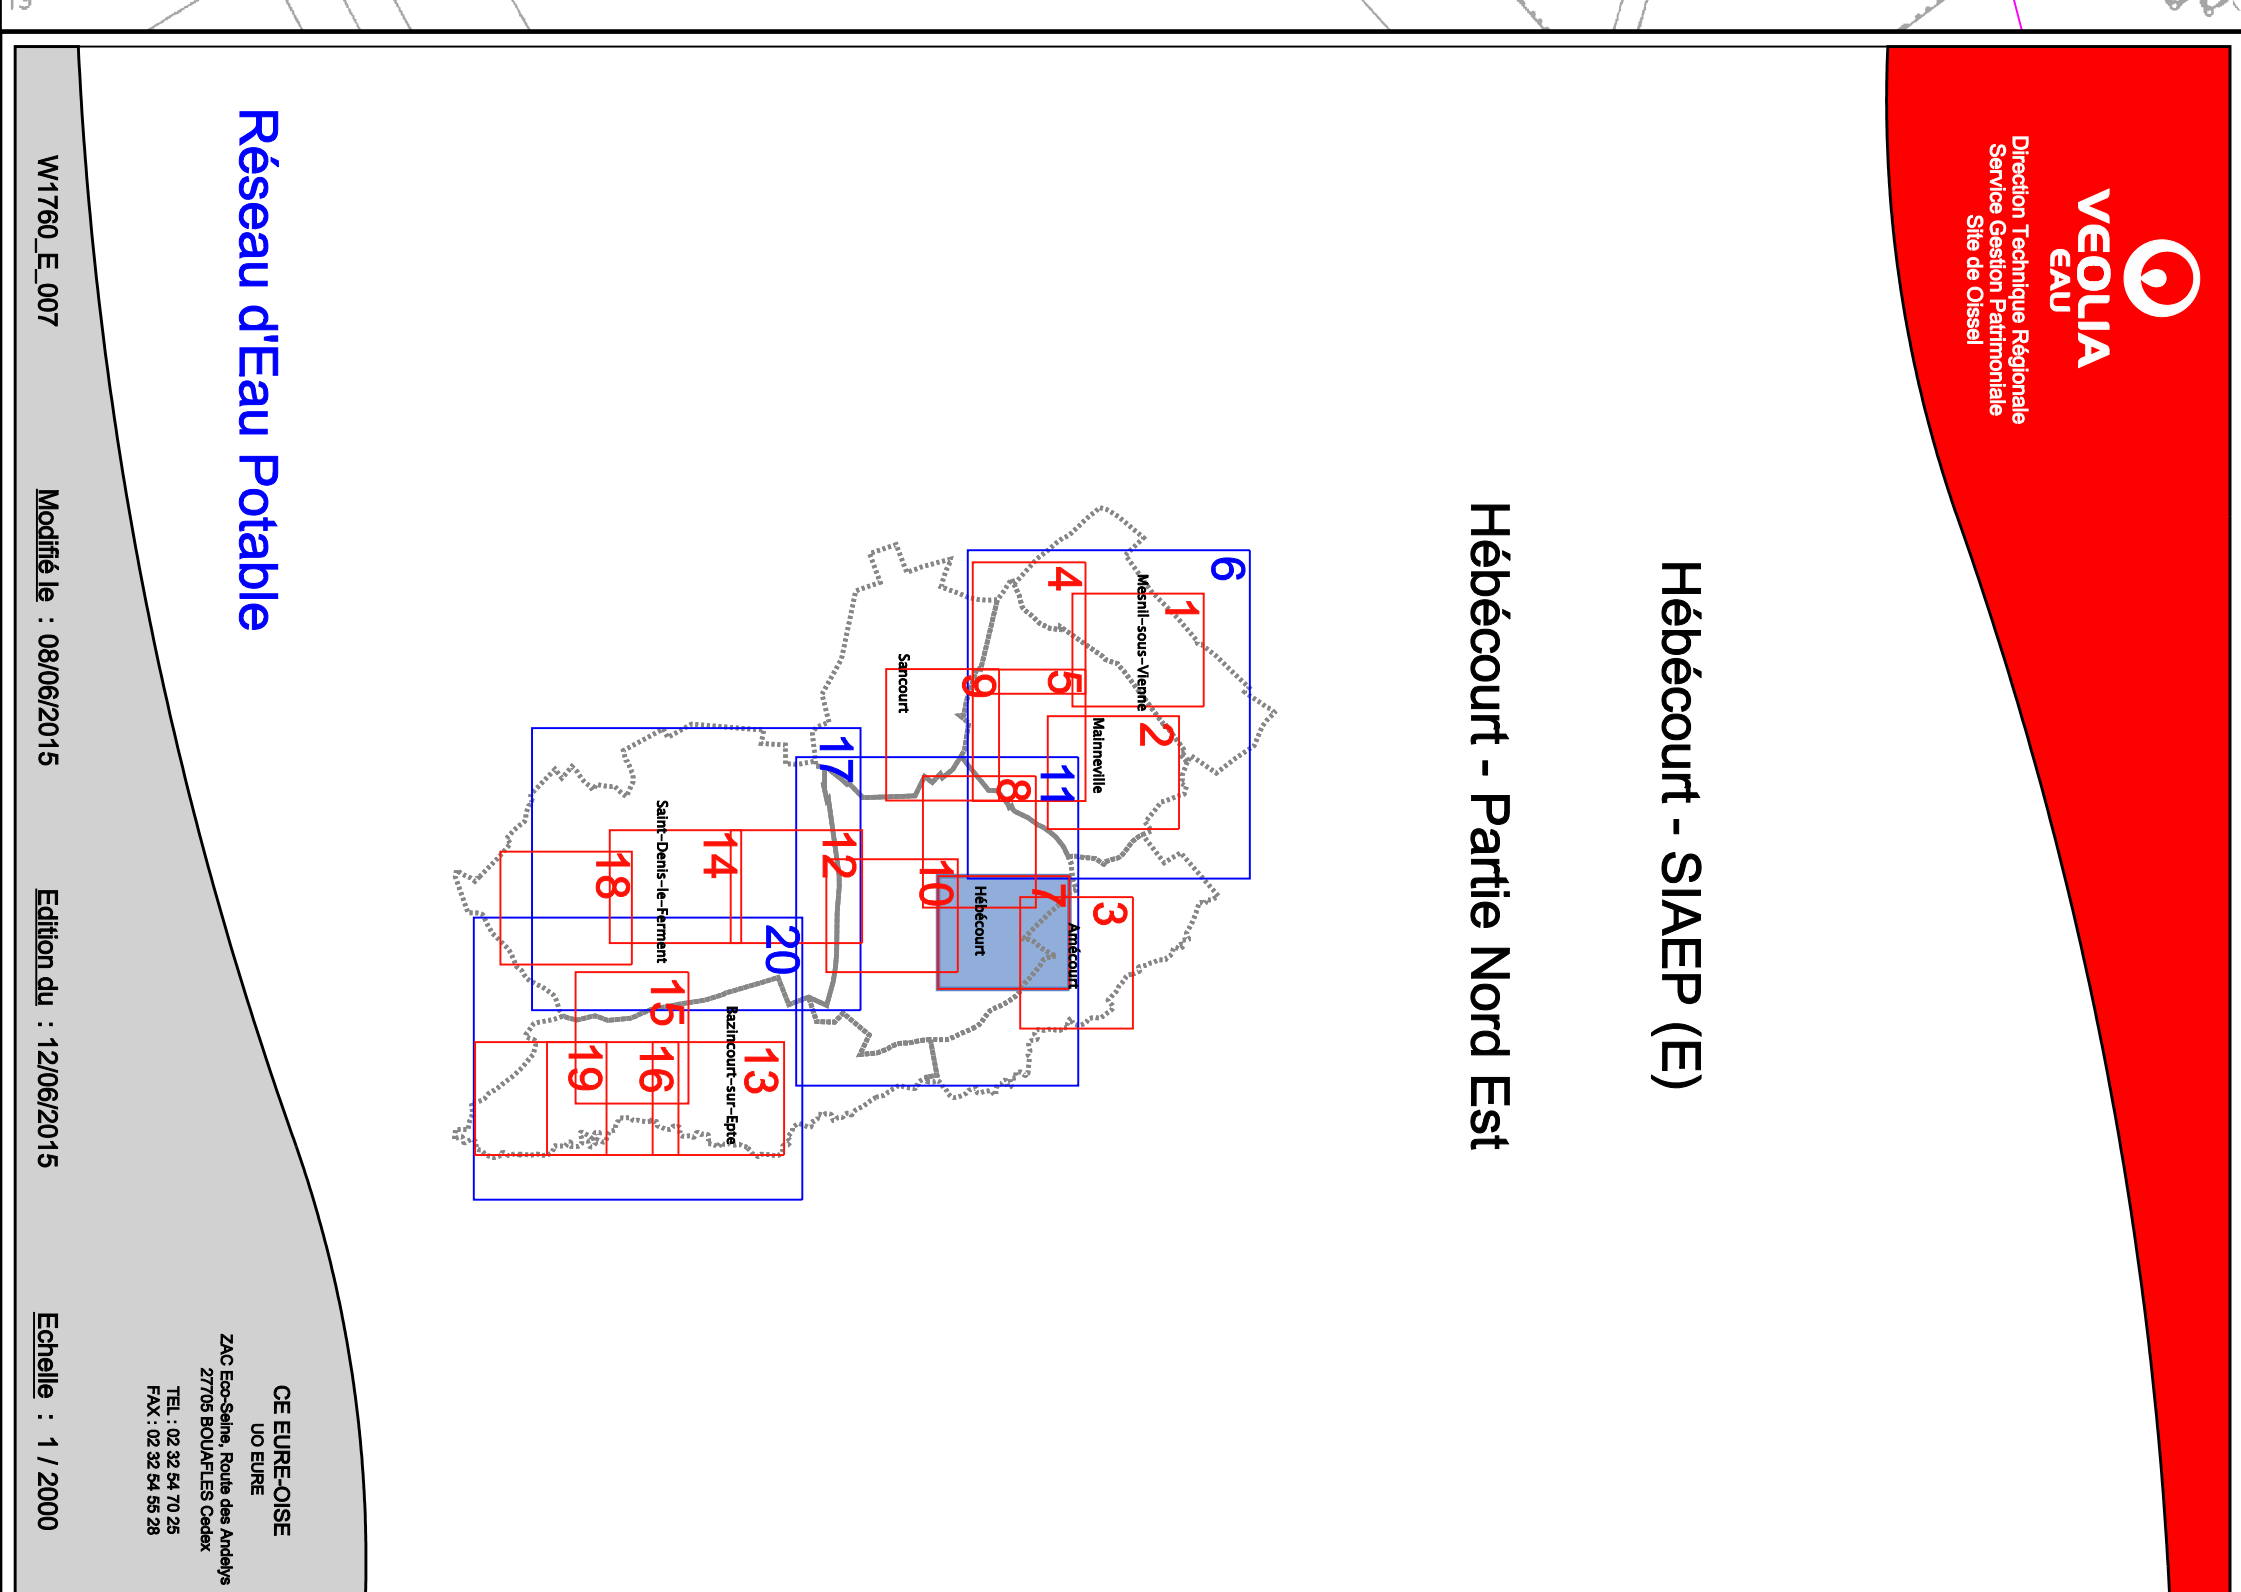 VEOLIA
EAU
Direction Technique Régionale
Service Gestion Patrimoniale
Site de Oissel
Hébécourt - SIAEP (E)
Hébécourt - Partie Nord Est
6
1
Mesnil-sous-Vienne
4
5
2
Mainneville
3
Amécourt
11
8
7
9
Sancourt
Hébécourt
10
17
12
14
Saint-Denis-le-Ferment
18
20
13
Bazincourt-sur-Epte
15
16
19
Réseau d'Eau Potable
CE EURE-OISE
UO EURE
ZAC Eco-Seine, Route des Andelys
27705 BOUAFLES Cedex
TEL : 02 32 54 70 25
FAX : 02 32 54 55 28
W1760_E_007 Modifié le : 08/06/2015 Edition du : 12/06/2015 Echelle : 1 / 2000